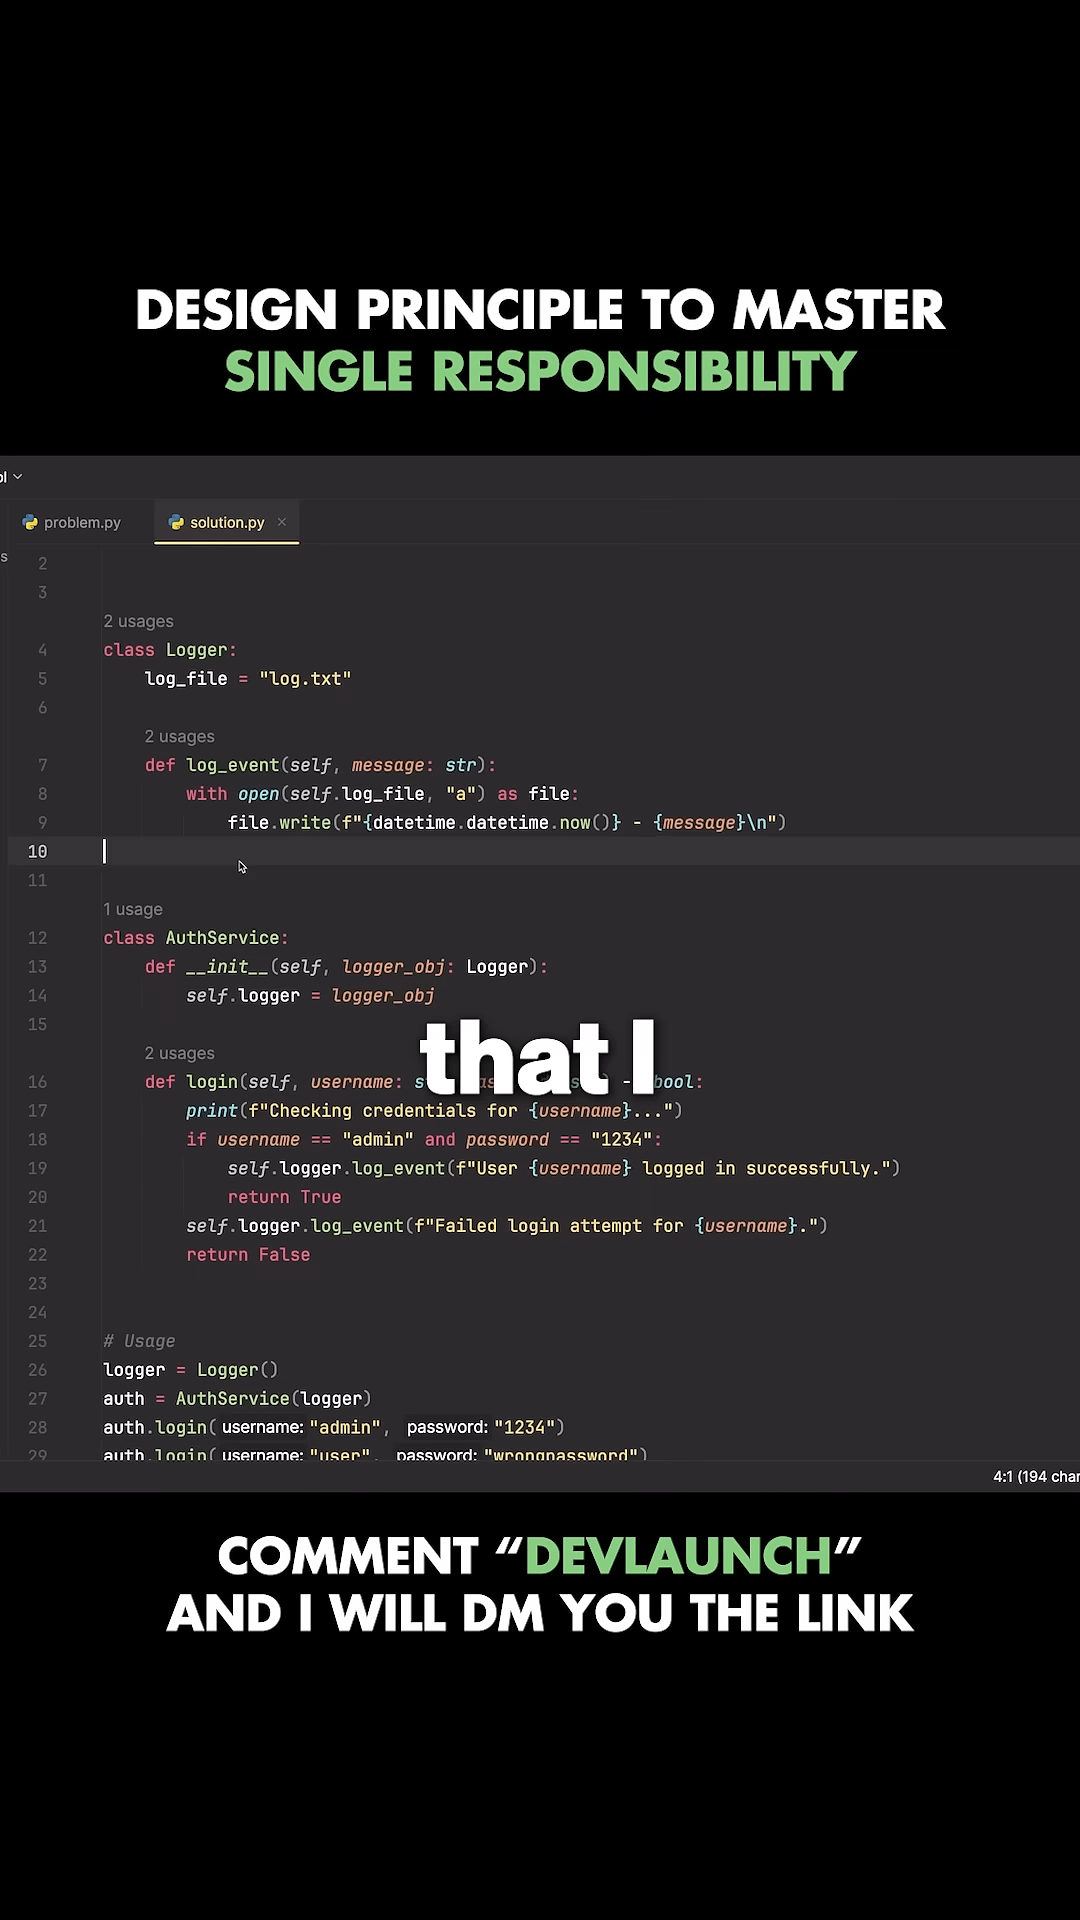 DESIGN PRINCIPLE TO MASTER
SINGLE RESPONSIBILITY
problem.py
solution.py
s
2
3
2 usages
4 class Logger:
5 log_file = "log.txt"
6
2 usages
7 def log_event(self, message: str):
8 with open(self.log_file, "a") as file:
9 file.write(f"{datetime.datetime.now()} - {message}\n")
10
11
1 usage
12 class AuthService:
13 def __init__(self, logger_obj: Logger):
14 self.logger = logger_obj
15
that I
2 usages
16 def login(self, username: bool:
17 print(f"Checking credentials for {username}...")
18 if username == "admin" and password == "1234":
19 self.logger.log_event(f"User {username} logged in successfully.")
20 return True
21 self.logger.log_event(f"Failed login attempt for {username}.")
22 return False
23
24
25 # Usage
26 logger = Logger()
27 auth = AuthService(logger)
28 auth.login( username: "admin", password: "1234")
29 auth.login( username: "user", password: "wrongpassword")
4:1 (194 char
COMMENT “DEVLAUNCH”
AND I WILL DM YOU THE LINK